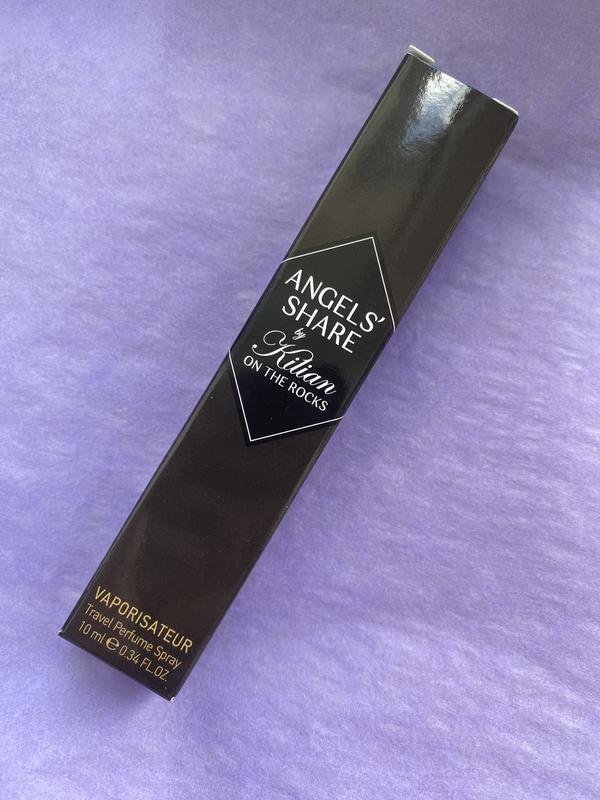 ANGELS'
SHARE
by
Kilian
ON THE ROCKS
VAPORISATEUR
Travel Perfume Spray
10 ml ℮ 0.34 FL.OZ.